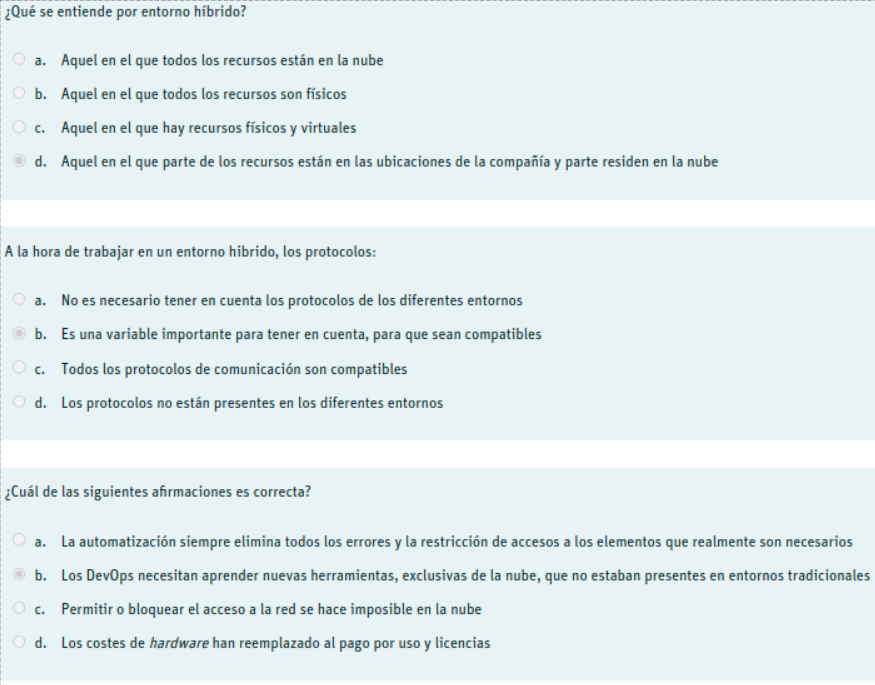 ¿Qué se entiende por entorno híbrido?
a. Aquel en el que todos los recursos están en la nube
b. Aquel en el que todos los recursos son físicos
c. Aquel en el que hay recursos físicos y virtuales
d. Aquel en el que parte de los recursos están en las ubicaciones de la compañía y parte residen en la nube
A la hora de trabajar en un entorno hibrido, los protocolos:
a. No es necesario tener en cuenta los protocolos de los diferentes entornos
b. Es una variable importante para tener en cuenta, para que sean compatibles
c. Todos los protocolos de comunicación son compatibles
d. Los protocolos no están presentes en los diferentes entornos
¿Cuál de las siguientes afirmaciones es correcta?
a. La automatización siempre elimina todos los errores y la restricción de accesos a los elementos que realmente son necesarios
b. Los DevOps necesitan aprender nuevas herramientas, exclusivas de la nube, que no estaban presentes en entornos tradicionales
c. Permitir o bloquear el acceso a la red se hace imposible en la nube
d. Los costes de hardware han reemplazado al pago por uso y licencias